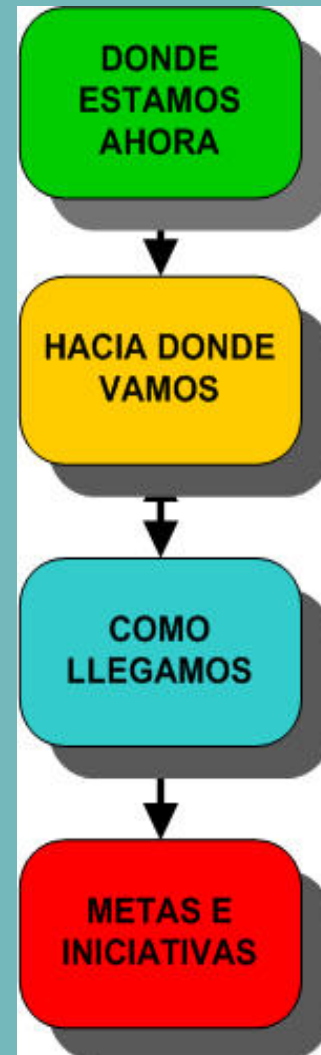 DONDE
ESTAMOS
AHORA
HACIA DONDE
VAMOS
COMO
LLEGAMOS
METAS E
INICIATIVAS